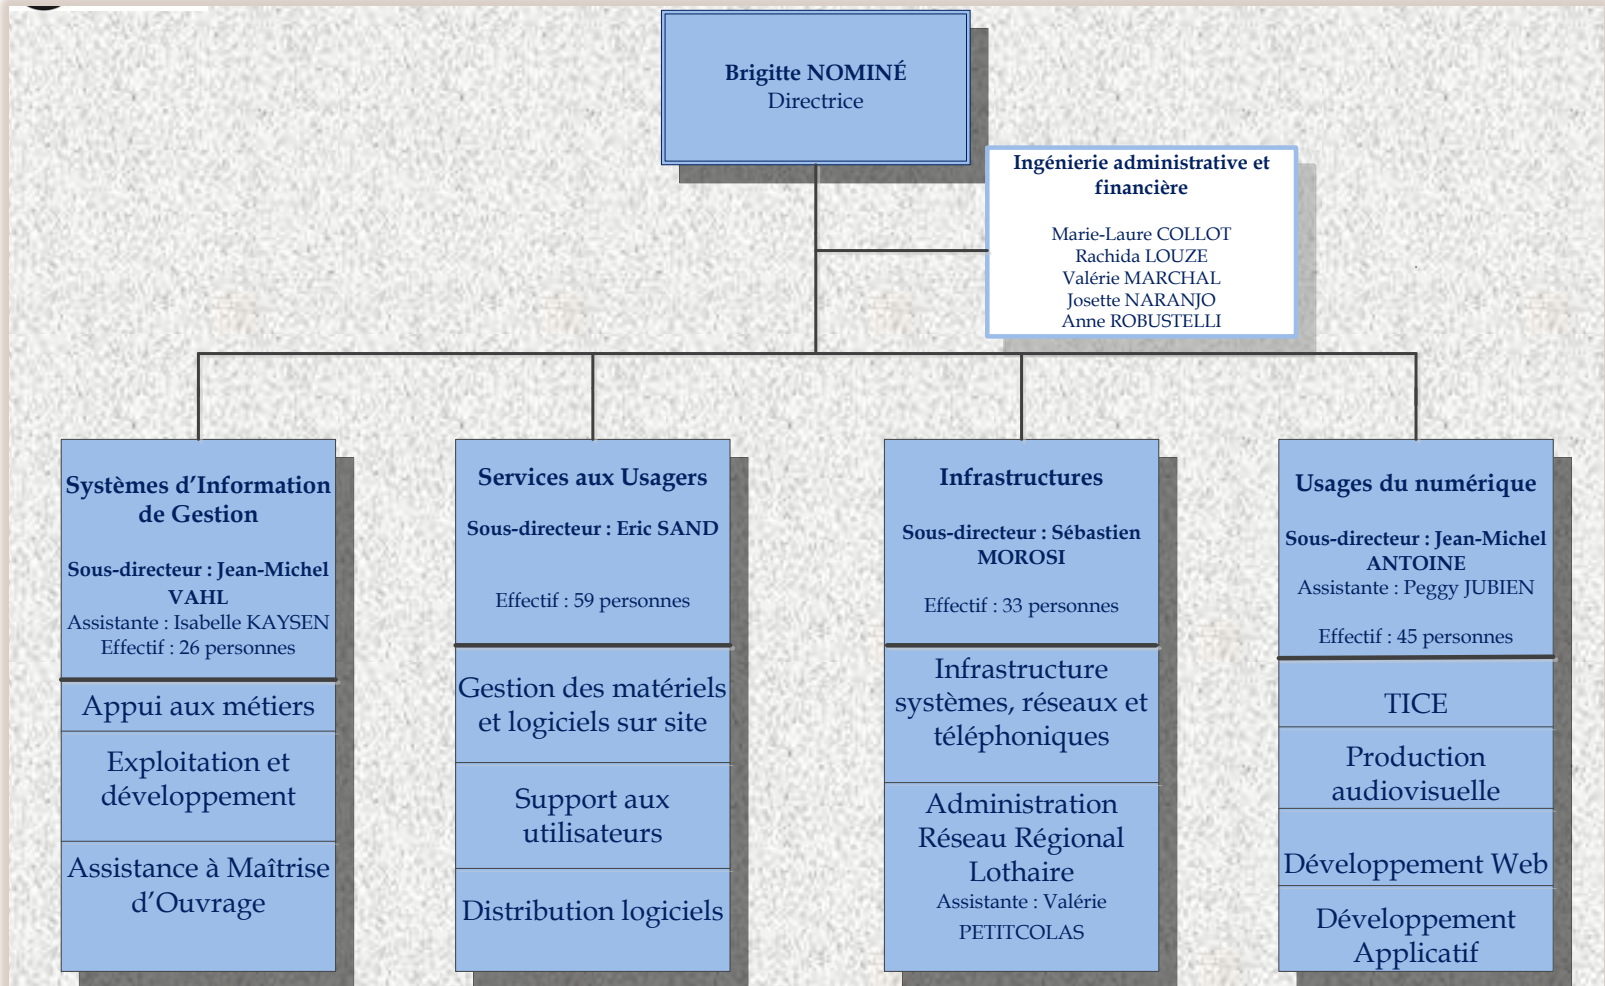 Brigitte NOMINÉ
Directrice
Ingénierie administrative et
financière
Marie-Laure COLLOT
Rachida LOUZE
Valérie MARCHAL
Josette NARANJO
Anne ROBUSTELLI
Systèmes d’Information
de Gestion
Sous-directeur : Jean-Michel
VAHL
Assistante : Isabelle KAYSEN
Effectif : 26 personnes
Appui aux métiers
Exploitation et
développement
Assistance à Maîtrise
d’Ouvrage
Services aux Usagers
Sous-directeur : Eric SAND
Effectif : 59 personnes
Gestion des matériels
et logiciels sur site
Support aux
utilisateurs
Distribution logiciels
Infrastructures
Sous-directeur : Sébastien
MOROSI
Effectif : 33 personnes
Infrastructure
systèmes, réseaux et
téléphoniques
Administration
Réseau Régional
Lothaire
Assistante : Valérie
PETITCOLAS
Usages du numérique
Sous-directeur : Jean-Michel
ANTOINE
Assistante : Peggy JUBIEN
Effectif : 45 personnes
TICE
Production
audiovisuelle
Développement Web
Développement
Applicatif